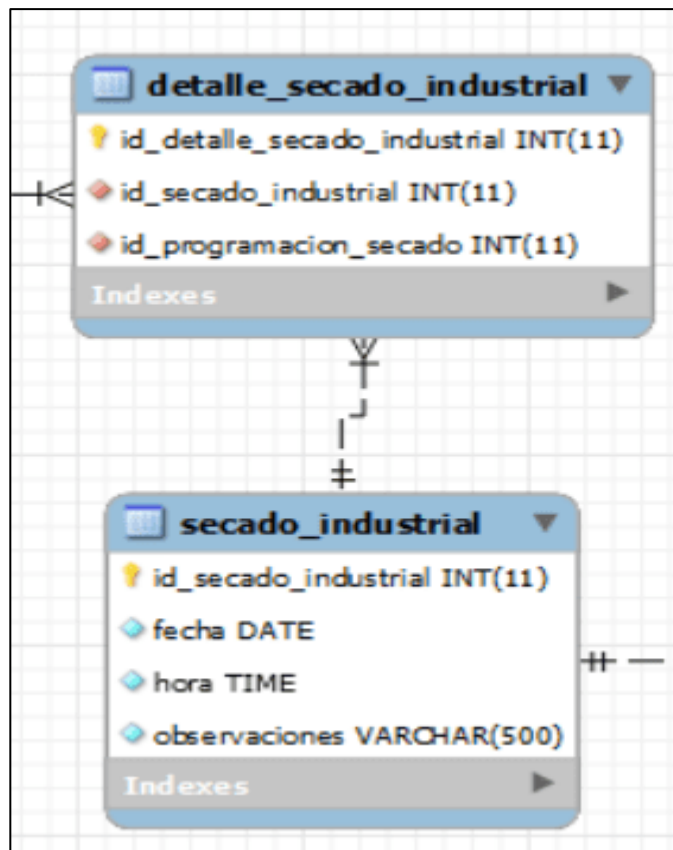 detalle_secado_industrial
id_detalle_secado_industrial INT(11)
id_secado_industrial INT(11)
id_programacion_secado INT(11)
Indexes
secado_industrial
id_secado_industrial INT(11)
fecha DATE
hora TIME
observaciones VARCHAR(500)
Indexes